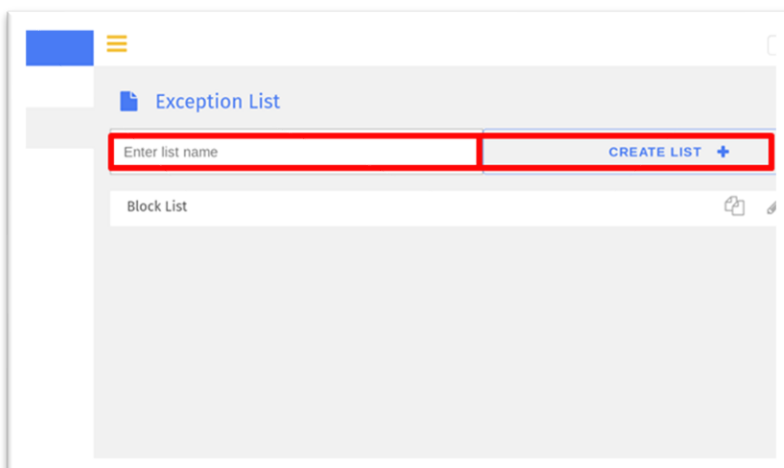 Exception List
Enter list name
CREATE LIST
Block List